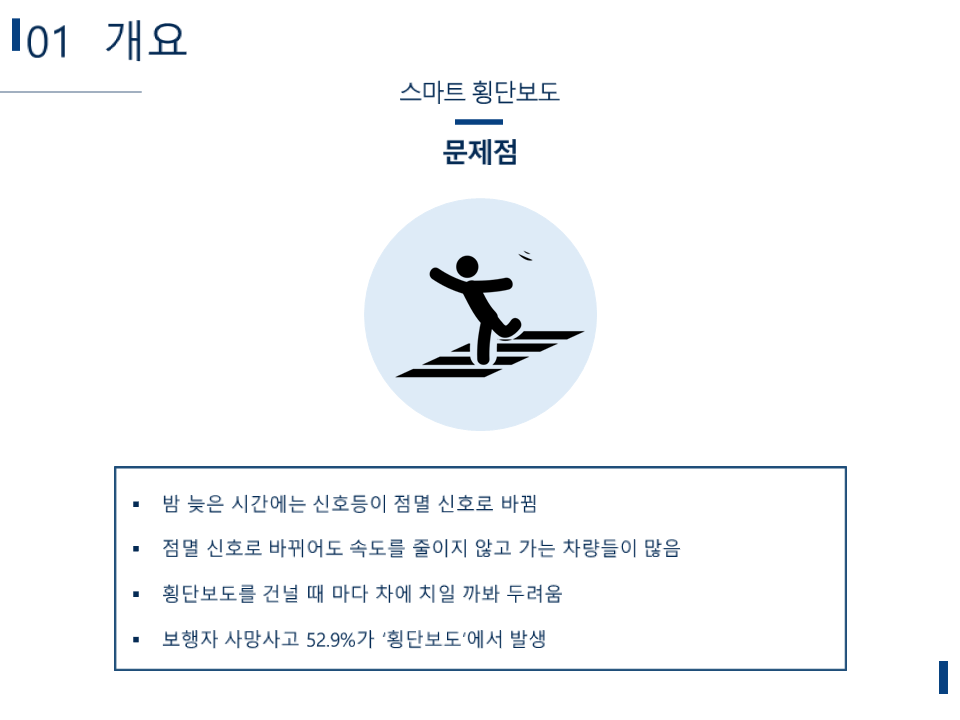 01 개요
스마트 횡단보도
문제점
▪ 밤 늦은 시간에는 신호등이 점멸 신호로 바뀜
▪ 점멸 신호로 바뀌어도 속도를 줄이지 않고 가는 차량들이 많음
▪ 횡단보도를 건널 때 마다 차에 치일 까봐 두려움
▪ 보행자 사망사고 52.9%가 ‘횡단보도‘에서 발생